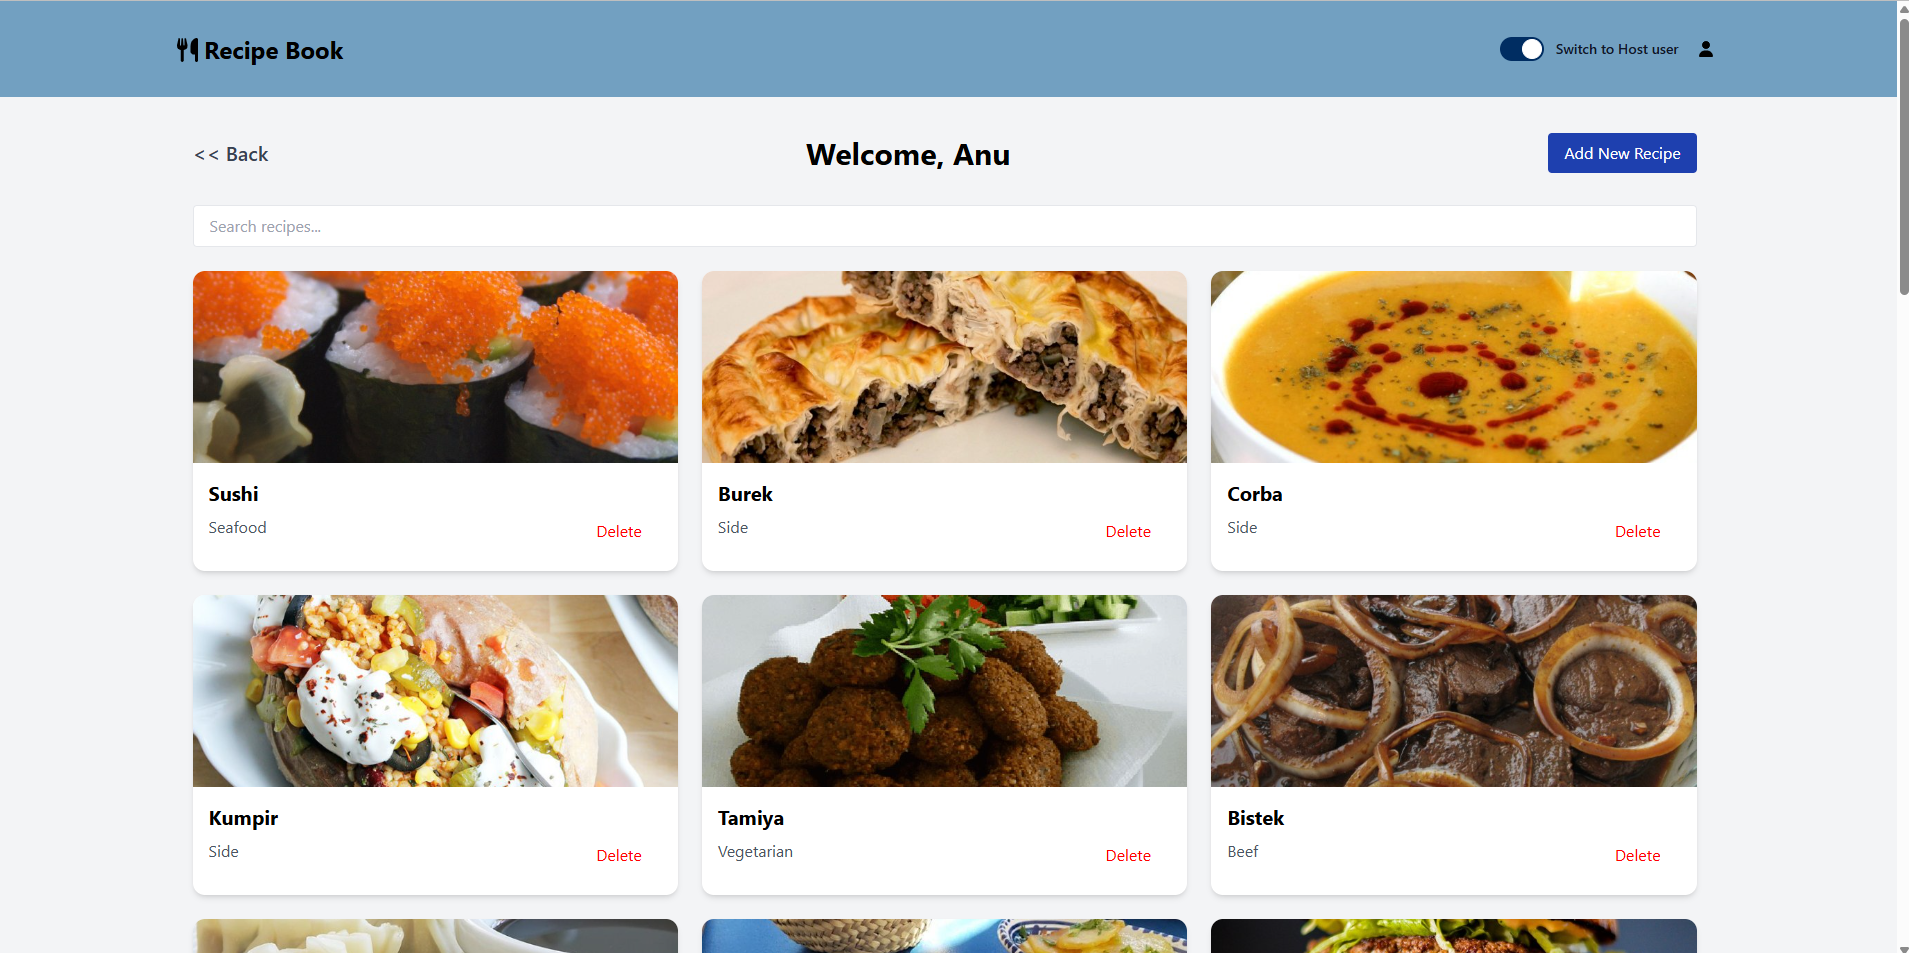 Recipe Book
Switch to Host user
<< Back
Welcome, Anu
Add New Recipe
Search recipes...
Sushi
Seafood
Delete
Burek
Side
Delete
Corba
Side
Delete
Kumpir
Side
Delete
Tamiya
Vegetarian
Delete
Bistek
Beef
Delete